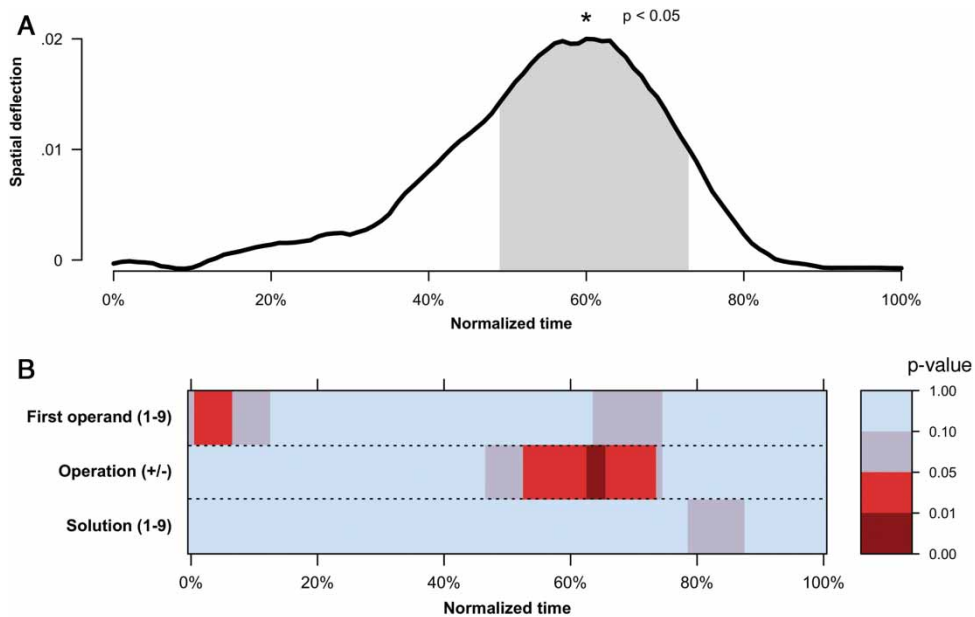 A
* p < 0.05
Spatial deflection
.02
.01
0
0% 20% 40% 60% 80% 100%
Normalized time
B
p-value
First operand (1-9)
Operation (+/-)
Solution (1-9)
1.00
0.10
0.05
0.01
0.00
0% 20% 40% 60% 80% 100%
Normalized time